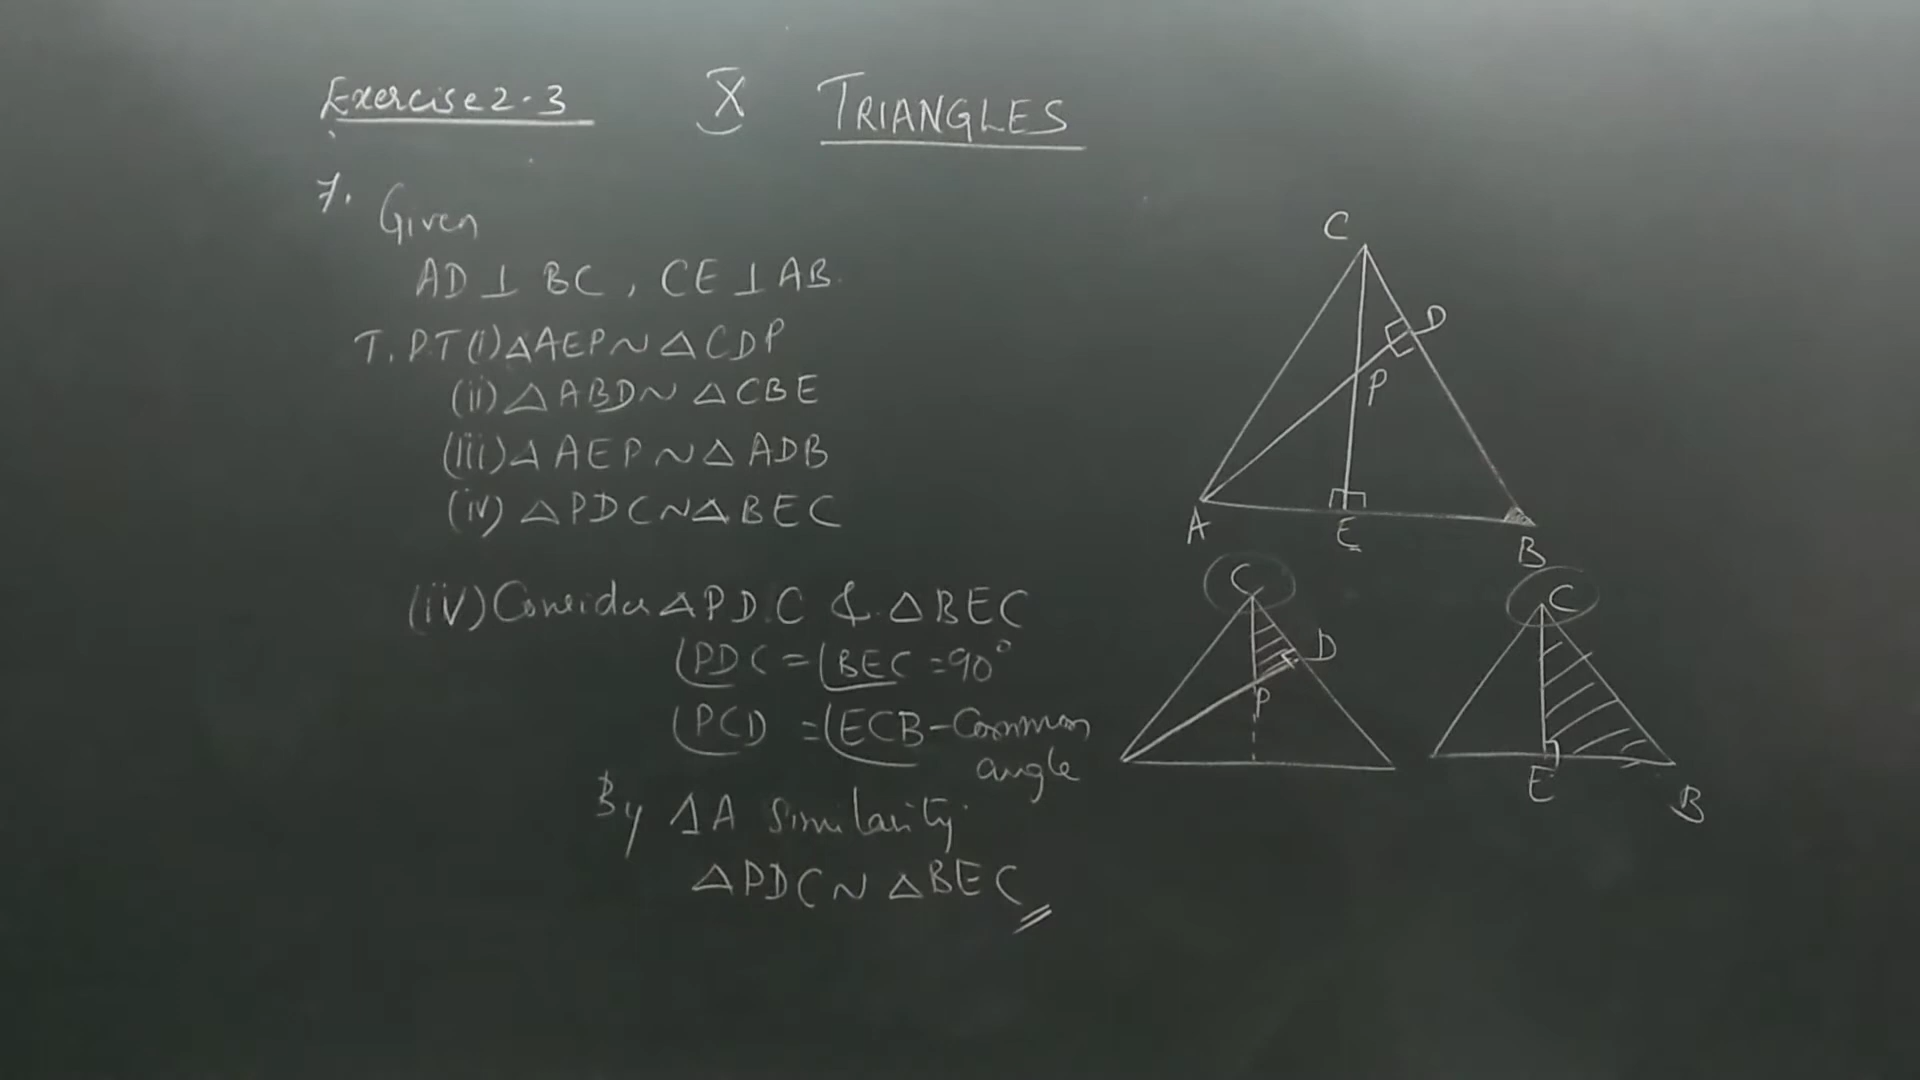 Exercise 2.3 X TRIANGLES
7. Given
AD ⊥ BC, CE ⊥ AB.
T.P.T (i) △AEP ~ △CDP
(ii) △ABD ~ △CBE
(iii) △AEP ~ △ADB
(iv) △PDC ~ △BEC
(iv) Consider △PDC & △BEC
∠PDC = ∠BEC = 90°
∠PCD = ∠ECB - Common
angle
By AA similarity
△PDC ~ △BEC
C
D
P
A E B
C
D
P
C
E B